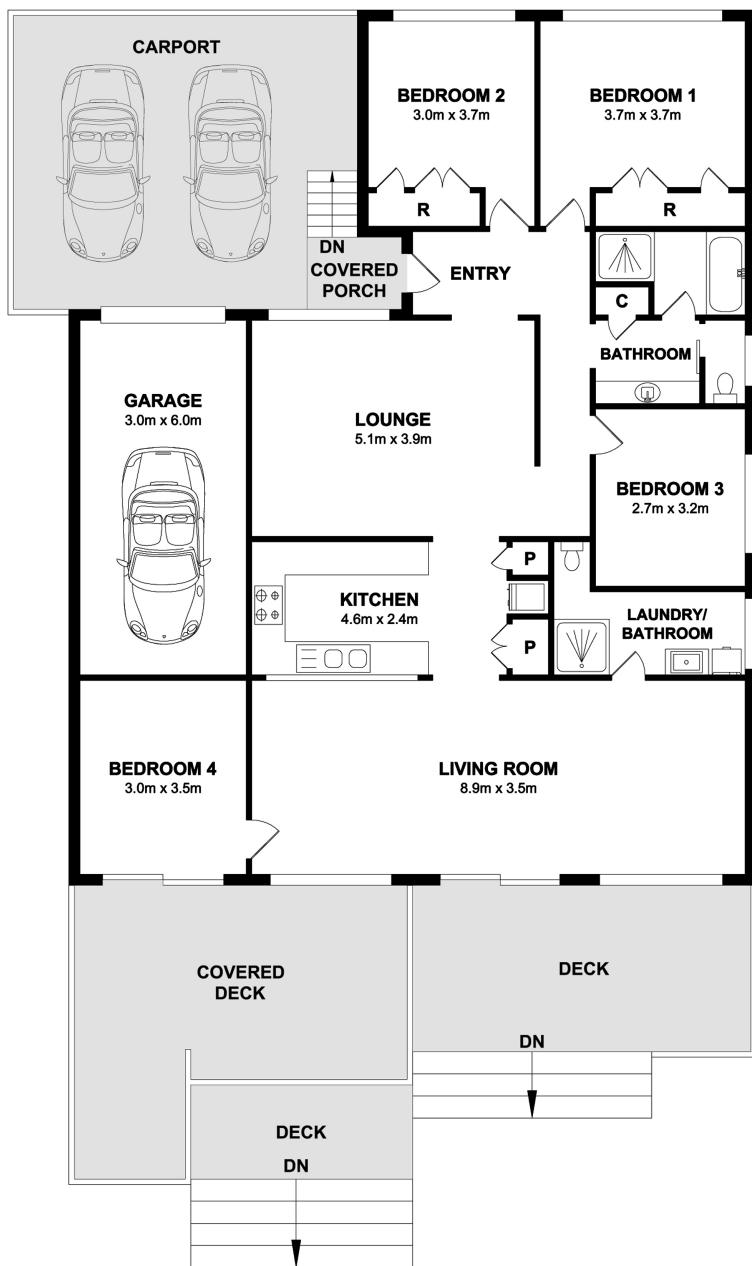 CARPORT
BEDROOM 2
3.0m x 3.7m
BEDROOM 1
3.7m x 3.7m
R
R
DN
COVERED
PORCH
ENTRY
C
BATHROOM
GARAGE
3.0m x 6.0m
LOUNGE
5.1m x 3.9m
BEDROOM 3
2.7m x 3.2m
P
KITCHEN
4.6m x 2.4m
P
LAUNDRY/
BATHROOM
BEDROOM 4
3.0m x 3.5m
LIVING ROOM
8.9m x 3.5m
COVERED
DECK
DECK
DN
DECK
DN